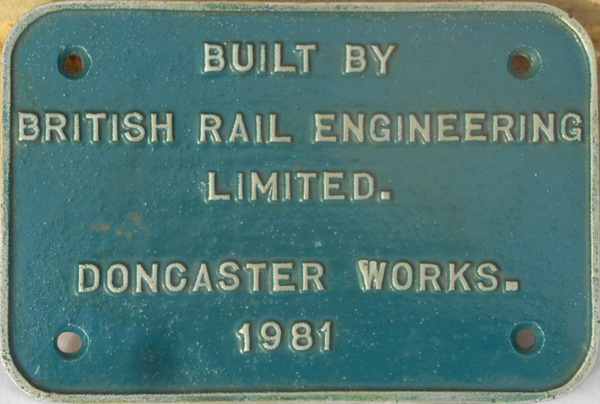 BUILT BY
BRITISH RAIL ENGINEERING
LIMITED.
DONCASTER WORKS.
1981